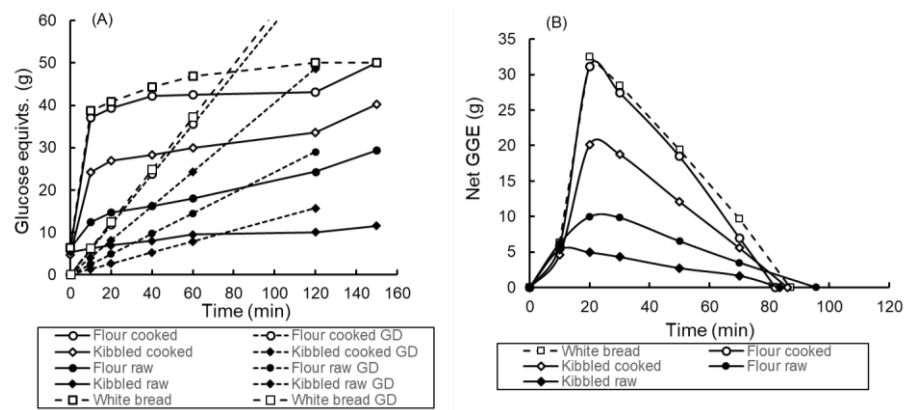 (A)
Glucose equivts. (g)
60
50
40
30
20
10
0
0 20 40 60 80 100 120 140 160
Time (min)
Flour cooked Flour cooked GD
Kibbled cooked Kibbled cooked GD
Flour raw Flour raw GD
Kibbled raw Kibbled raw GD
White bread White bread GD
(B)
Net GGE (g)
35
30
25
20
15
10
5
0
0 20 40 60 80 100 120
Time (min)
White bread Flour cooked
Kibbled cooked Flour raw
Kibbled raw